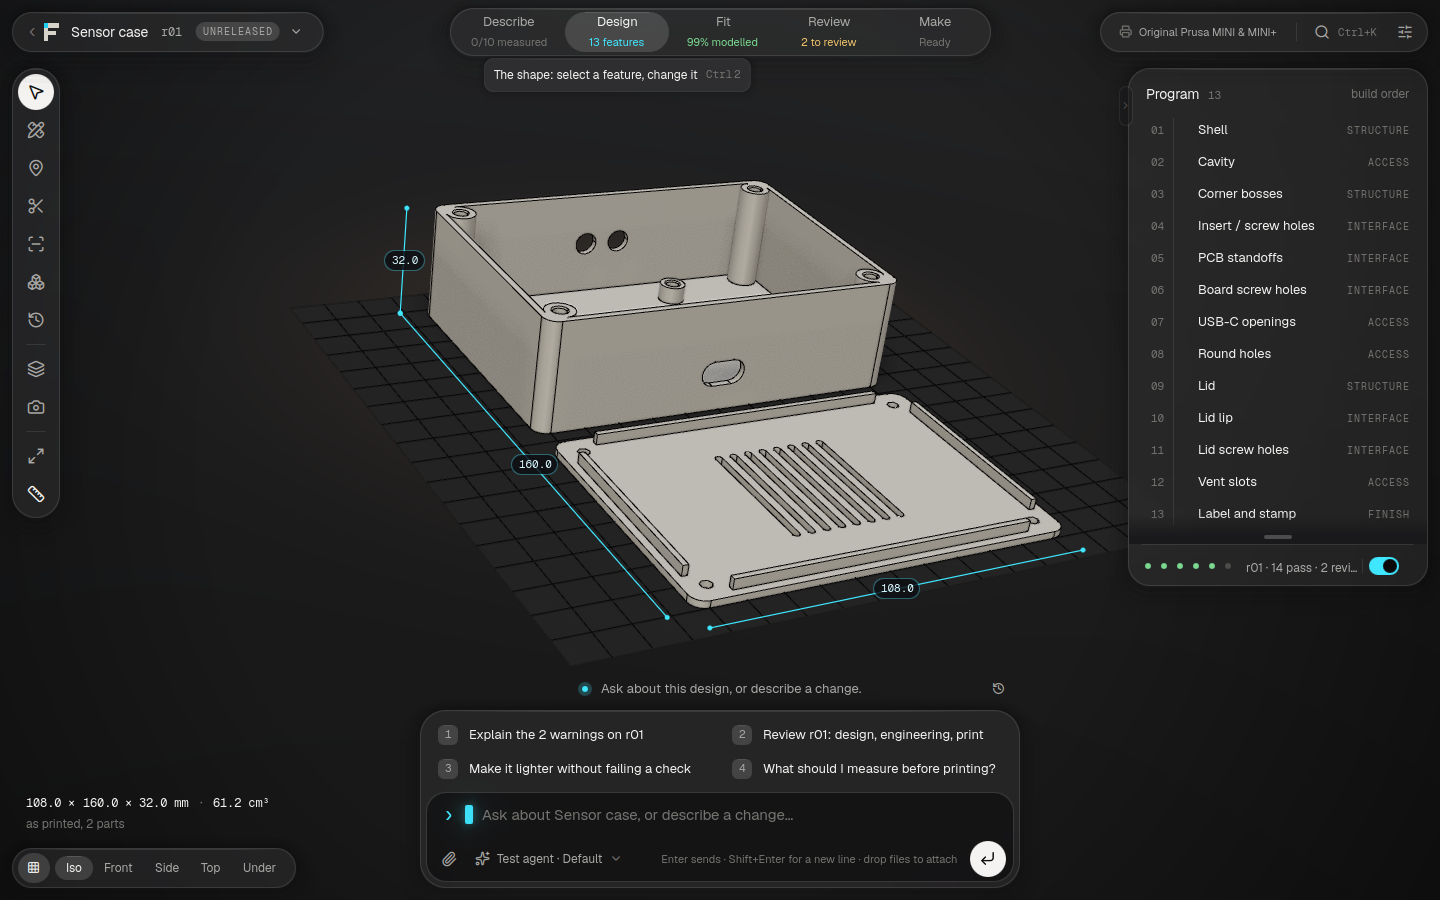 Sensor case r01 UNRELEASED
Describe
0/10 measured
Design
13 features
Fit
99% modelled
Review
2 to review
Make
Ready
Original Prusa MINI & MINI+
Ctrl+K
The shape: select a feature, change it Ctrl2
Program 13 build order
01 Shell STRUCTURE
02 Cavity ACCESS
03 Corner bosses STRUCTURE
04 Insert / screw holes INTERFACE
05 PCB standoffs INTERFACE
06 Board screw holes INTERFACE
07 USB-C openings ACCESS
08 Round holes ACCESS
09 Lid STRUCTURE
10 Lid lip INTERFACE
11 Lid screw holes INTERFACE
12 Vent slots ACCESS
13 Label and stamp FINISH
r01 · 14 pass · 2 revi...
32.0
160.0
108.0
Ask about this design, or describe a change.
1 Explain the 2 warnings on r01
2 Review r01: design, engineering, print
3 Make it lighter without failing a check
4 What should I measure before printing?
Ask about Sensor case, or describe a change...
Test agent · Default
Enter sends · Shift+Enter for a new line · drop files to attach
108.0 × 160.0 × 32.0 mm · 61.2 cm³
as printed, 2 parts
Iso Front Side Top Under